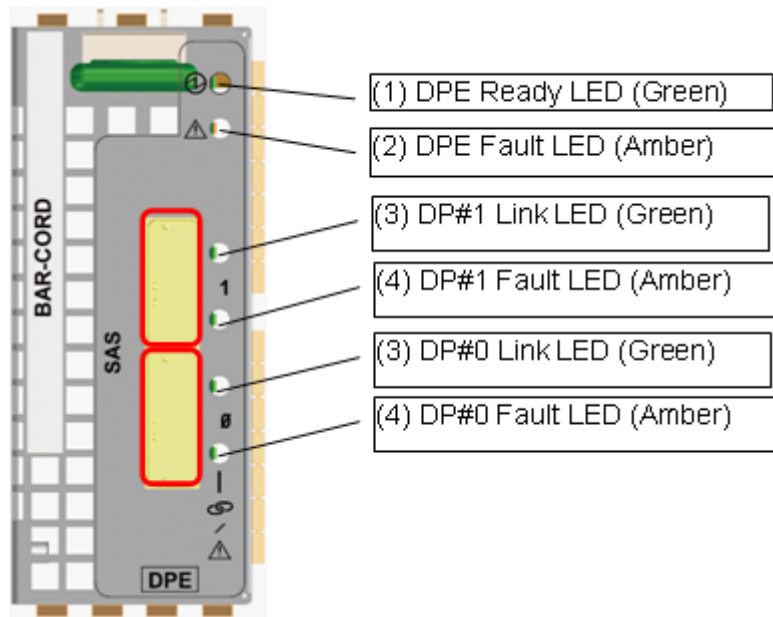 (1) DPE Ready LED (Green)
(2) DPE Fault LED (Amber)
(3) DP#1 Link LED (Green)
(4) DP#1 Fault LED (Amber)
(3) DP#0 Link LED (Green)
(4) DP#0 Fault LED (Amber)
BAR-CORD
SAS
1
0
DPE